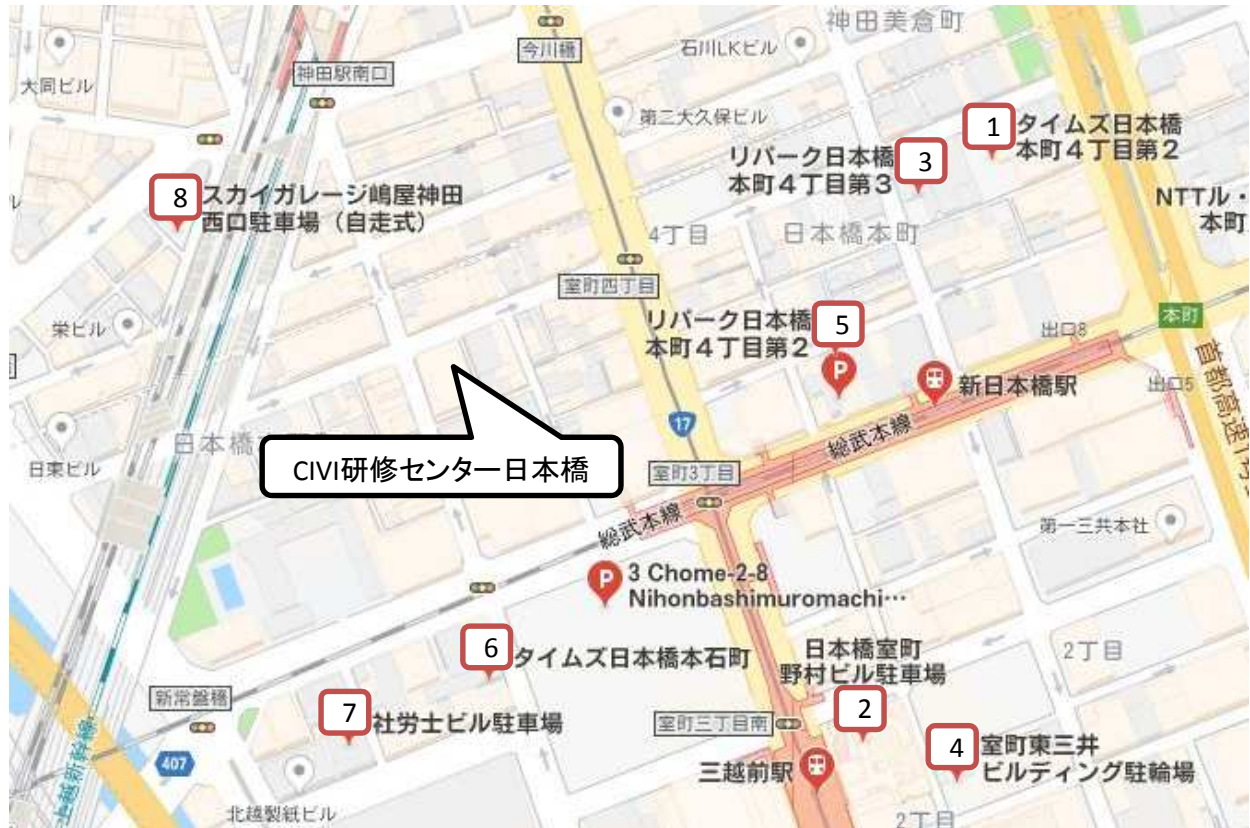 神田美倉町
今川橋
石川LKビル
神田駅南口
大同ビル
第二大久保ビル
1
タイムズ日本橋
本町4丁目第2
リパーク日本橋
本町4丁目第3
3
8
スカイガレージ嶋屋神田
西口駐車場（自走式）
NTTル・
本町
4丁目
日本橋本町
室町四丁目
リパーク日本橋
本町4丁目第2
5
P
栄ビル
出口8
本町
新日本橋駅
出口5
首都高速1号
17
総武本線
日本橋
日東ビル
CIVI研修センター日本橋
室町3丁目
総武本線
第一三共本社
P
3 Chome-2-8
Nihonbashimuromachi…
6
タイムズ日本橋本石町
日本橋室町
野村ビル駐車場
2丁目
新常盤橋
7
社労士ビル駐車場
室町三丁目南
2
4
室町東三井
ビルディング駐輪場
407
三越前駅
上越新幹線
北越製紙ビル
2丁目